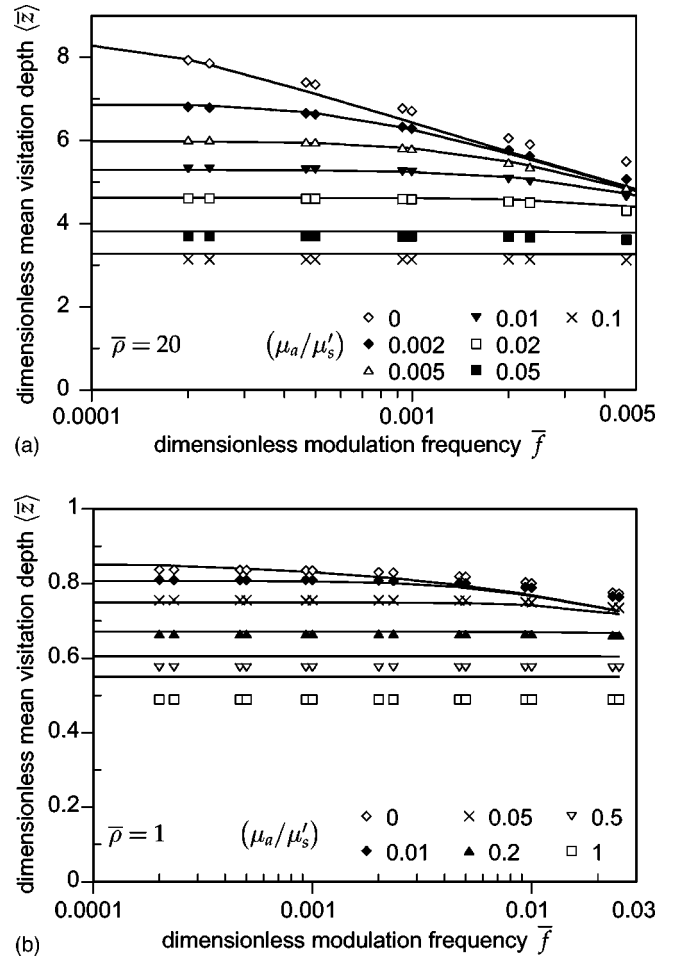 dimensionless mean visitation depth ⟨z̅⟩
8
6
4
2
0
ρ̅ = 20
(μₐ/μ′ₛ)
◇ 0 ▼ 0.01 × 0.1
◆ 0.002 □ 0.02
△ 0.005 ■ 0.05
0.0001 0.001 0.005
(a) dimensionless modulation frequency f̅
dimensionless mean visitation depth ⟨z̅⟩
1
0.8
0.6
0.4
0.2
0
ρ̅ = 1
(μₐ/μ′ₛ)
◇ 0 × 0.05 ▽ 0.5
◆ 0.01 ▲ 0.2 □ 1
0.0001 0.001 0.01 0.03
(b) dimensionless modulation frequency f̅